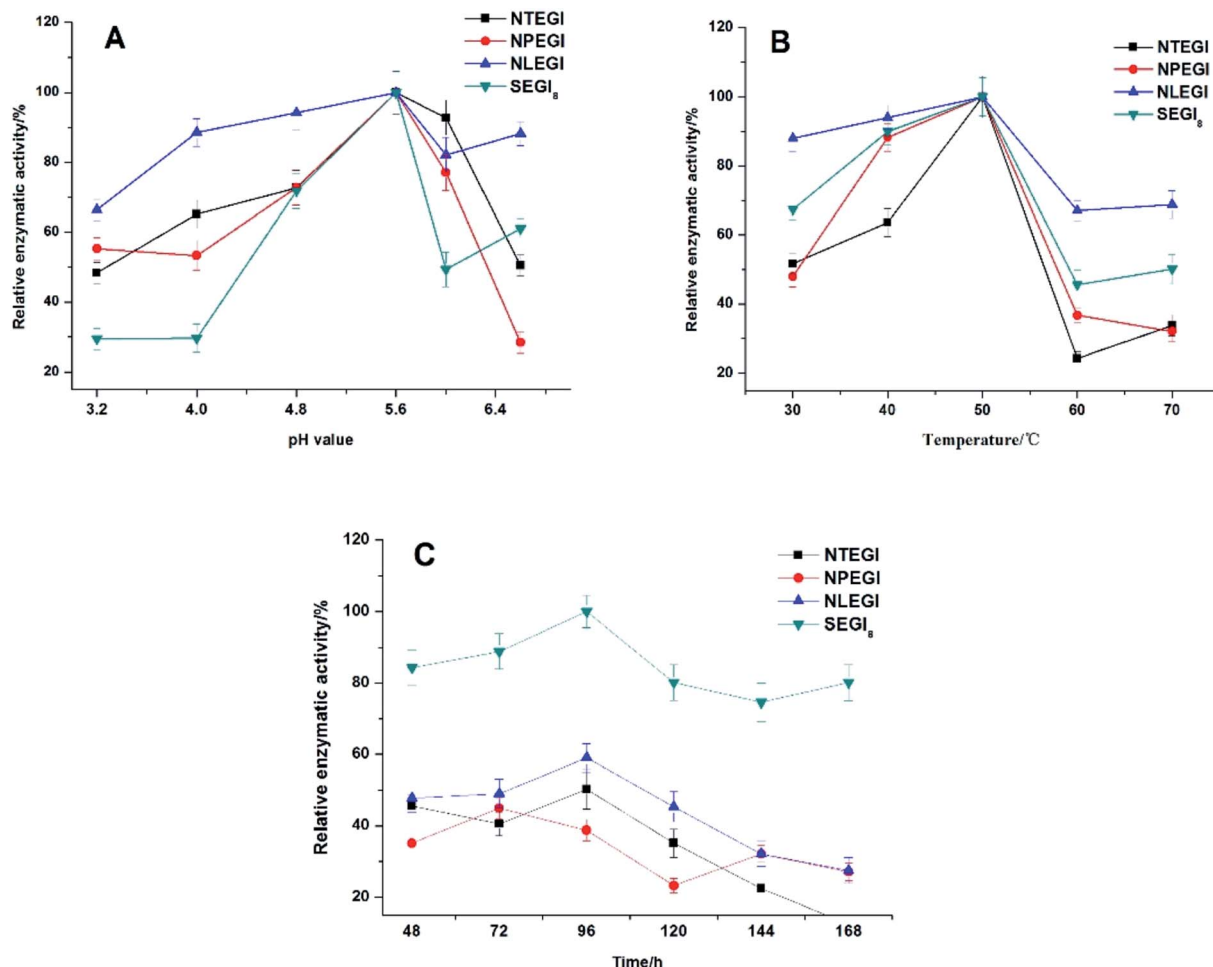 A
NTEGI
NPEGI
NLEGI
SEGI₈
Relative enzymatic activity/%
120
100
80
60
40
20
3.2 4.0 4.8 5.6 6.4
pH value
B
NTEGI
NPEGI
NLEGI
SEGI₈
Relative enzymatic activity/%
120
100
80
60
40
20
30 40 50 60 70
Temperature/℃
C
NTEGI
NPEGI
NLEGI
SEGI₈
Relative enzymatic activity/%
120
100
80
60
40
20
48 72 96 120 144 168
Time/h